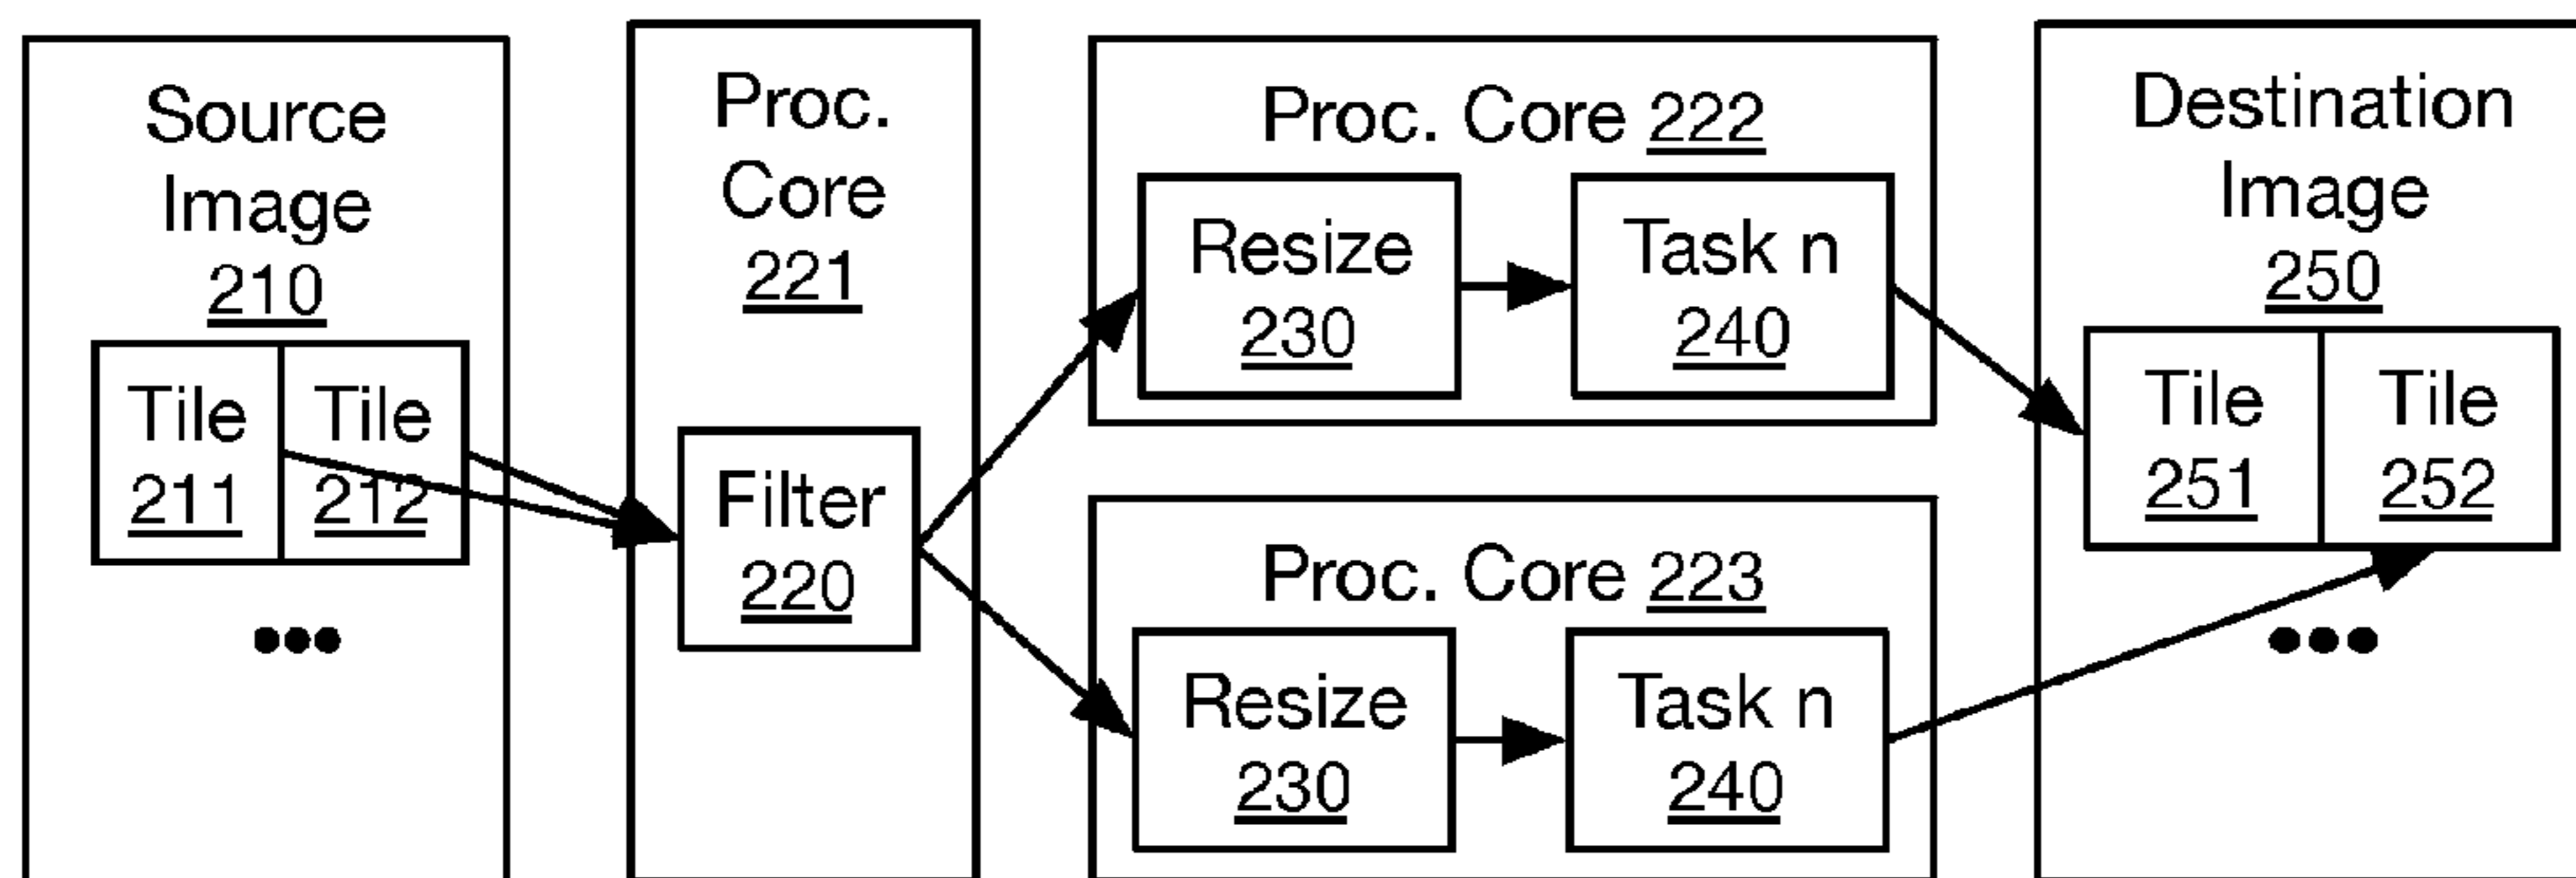 Source
Image
210
Tile
211
Tile
212
•••
Proc.
Core
221
Filter
220
Proc. Core 222
Resize
230
Task n
240
Proc. Core 223
Resize
230
Task n
240
Destination
Image
250
Tile
251
Tile
252
•••